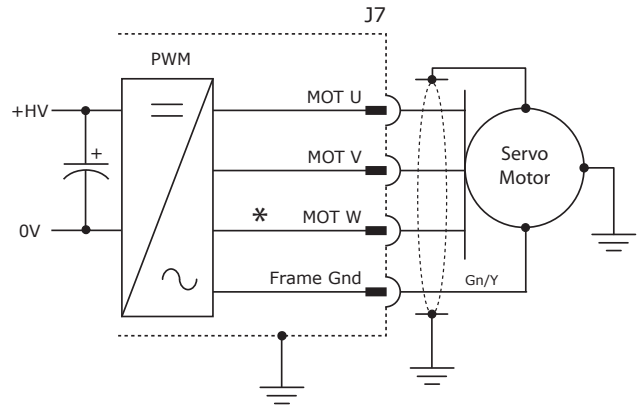 J7
PWM
+HV
MOT U
+
MOT V
Servo
Motor
0V
*
MOT W
Frame Gnd
Gn/Y